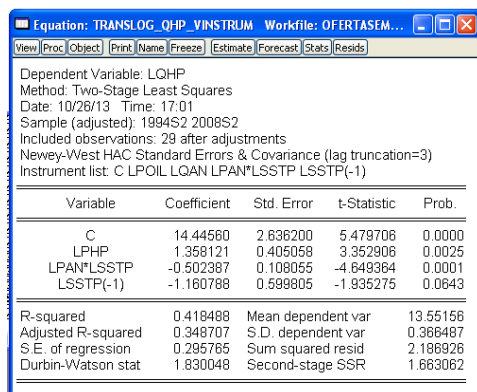 Equation: TRANSLOG_QHP_VINSTRUM Workfile: OFERTASEM...
View Proc Object Print Name Freeze Estimate Forecast Stats Resids
Dependent Variable: LQHP
Method: Two-Stage Least Squares
Date: 10/26/13 Time: 17:01
Sample (adjusted): 1994S2 2008S2
Included observations: 29 after adjustments
Newey-West HAC Standard Errors & Covariance (lag truncation=3)
Instrument list: C LPOIL LQAN LPAN*LSSTP LSSTP(-1)
Variable Coefficient Std. Error t-Statistic Prob.
C 14.44560 2.636200 5.479706 0.0000
LPHP 1.358121 0.405058 3.352906 0.0025
LPAN*LSSTP -0.502387 0.108055 -4.649364 0.0001
LSSTP(-1) -1.160788 0.599805 -1.935275 0.0643
R-squared 0.418488 Mean dependent var 13.55156
Adjusted R-squared 0.348707 S.D. dependent var 0.366487
S.E. of regression 0.295765 Sum squared resid 2.186926
Durbin-Watson stat 1.830048 Second-stage SSR 1.663062